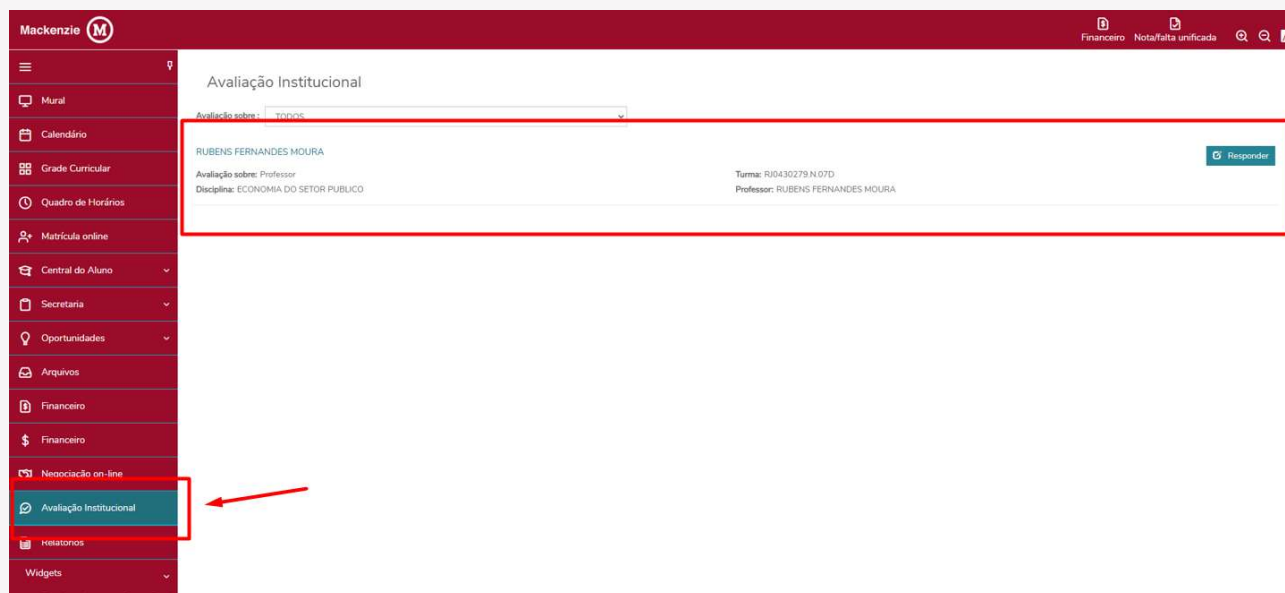 Mackenzie M
Financeiro Nota/falta unificada
Mural
Calendário
Grade Curricular
Quadro de Horários
Matrícula online
Central do Aluno
Secretaria
Oportunidades
Arquivos
Financeiro
$ Financeiro
Negociação on-line
Avaliação Institucional
Relatórios
Widgets
Avaliação Institucional
Avaliação sobre : TODOS
RUBENS FERNANDES MOURA
Responder
Avaliação sobre: Professor
Turma: RJ0430279.N.07D
Disciplina: ECONOMIA DO SETOR PUBLICO
Professor: RUBENS FERNANDES MOURA